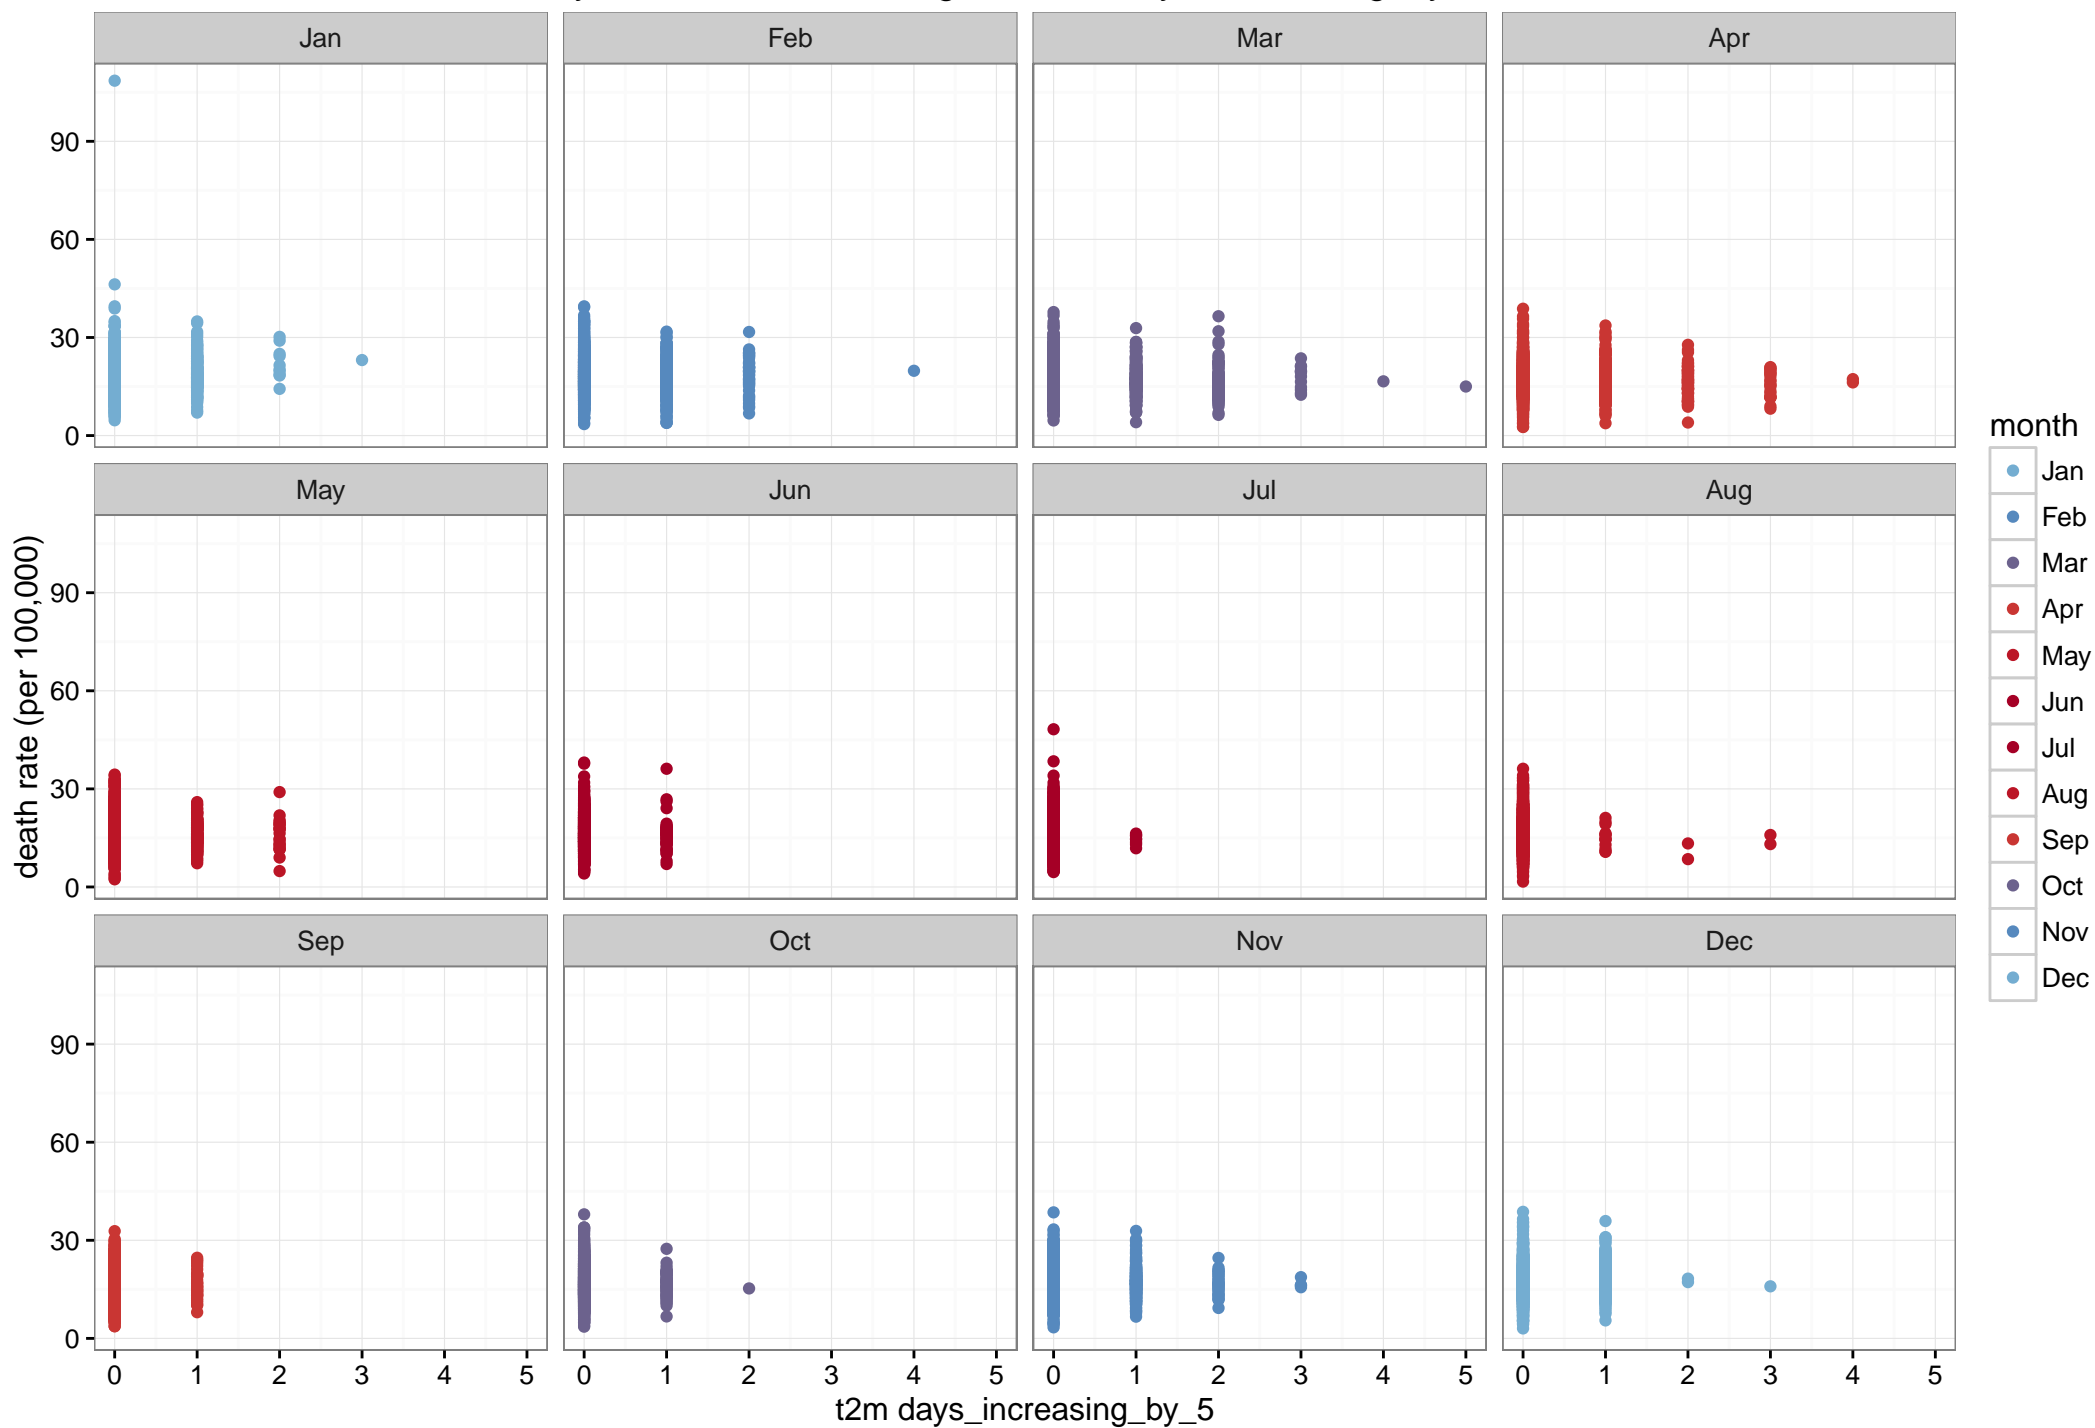 Jan Feb Mar Apr
90
60
30
0
May Jun Jul Aug
90
60
30
0
Sep Oct Nov Dec
90
60
30
0
0 1 2 3 4 5 0 1 2 3 4 5 0 1 2 3 4 5 0 1 2 3 4 5
t2m days_increasing_by_5
death rate (per 100,000)
month
Jan
Feb
Mar
Apr
May
Jun
Jul
Aug
Sep
Oct
Nov
Dec